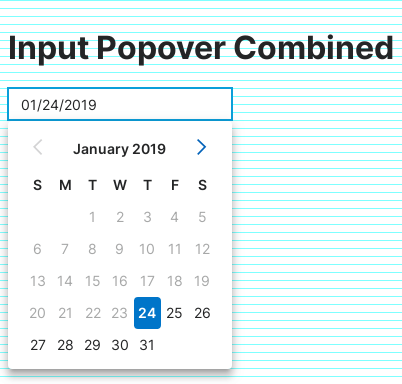 Input Popover Combined
01/24/2019
January 2019
S M T W T F S
1 2 3 4 5
6 7 8 9 10 11 12
13 14 15 16 17 18 19
20 21 22 23 24 25 26
27 28 29 30 31